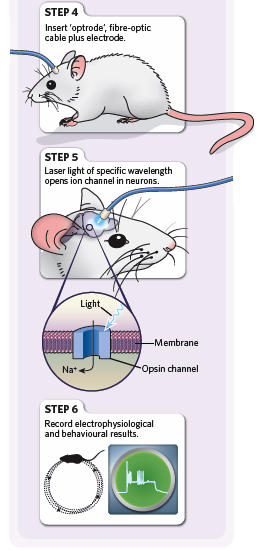 STEP 4
Insert ‘optrode’, fibre-optic
cable plus electrode.
STEP 5
Laser light of specific wavelength
opens ion channel in neurons.
Light
Membrane
Na⁺
Opsin channel
STEP 6
Record electrophysiological
and behavioural results.